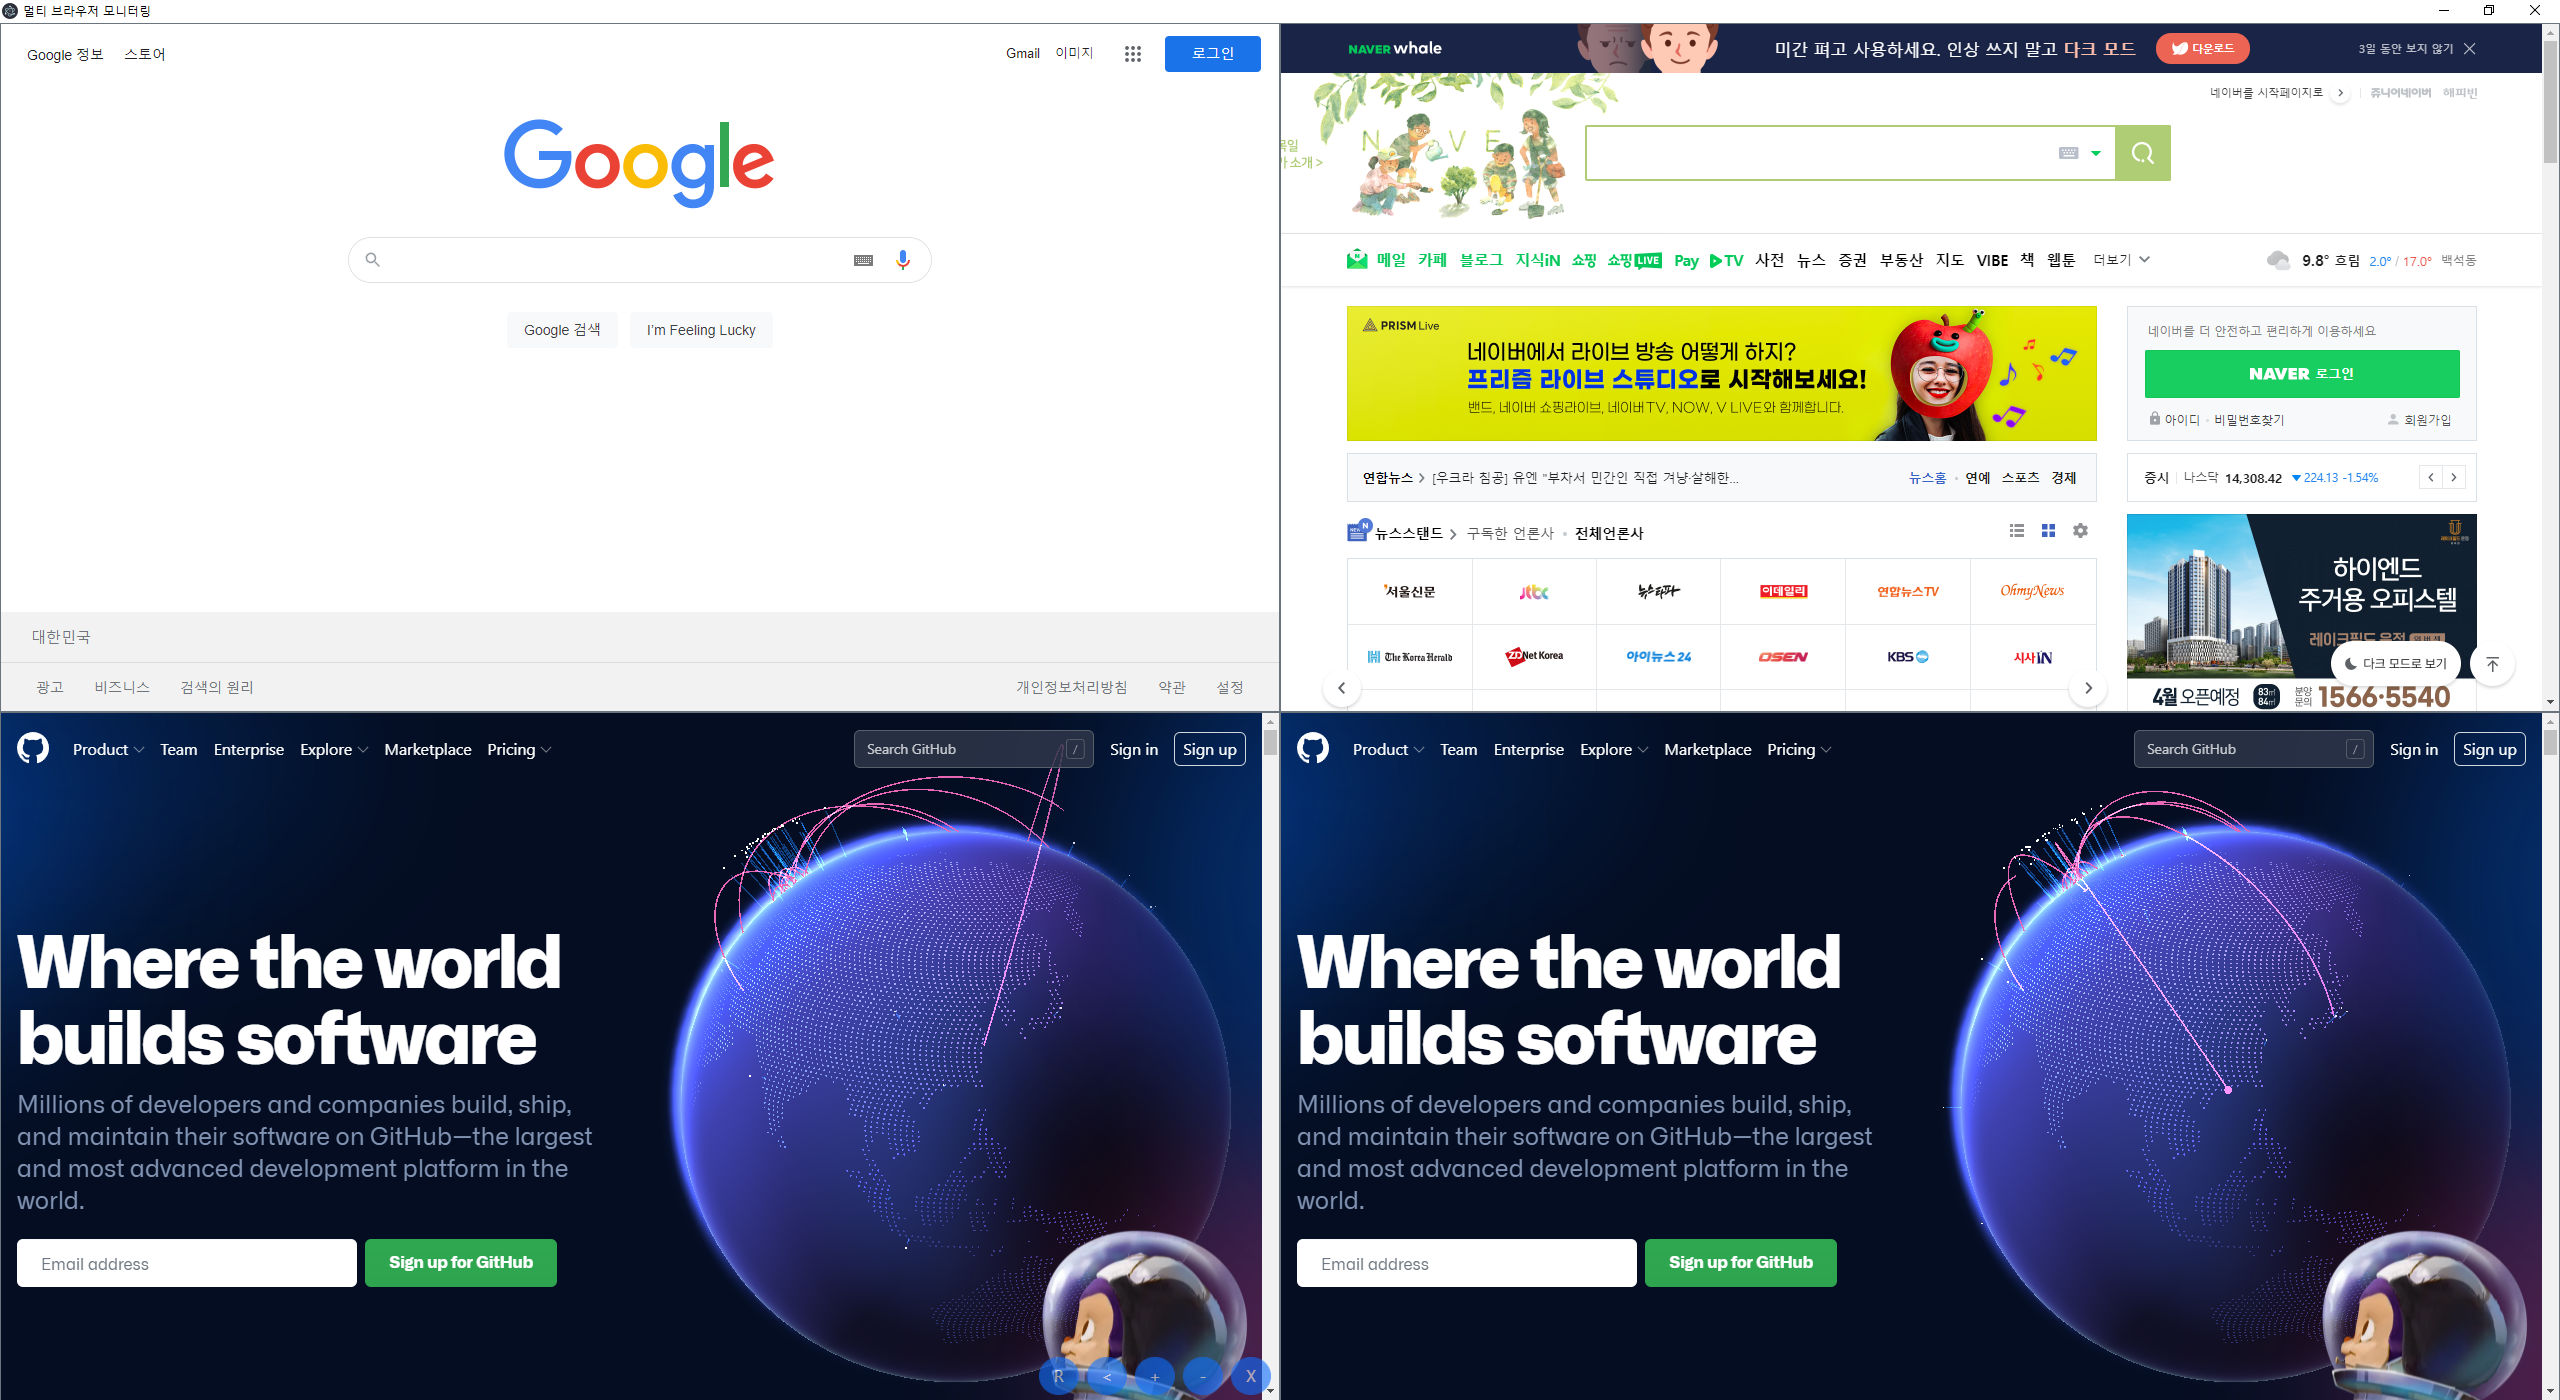 멀티 브라우저 모니터링
Google 정보 스토어
Gmail 이미지 로그인
Google
Google 검색 I'm Feeling Lucky
대한민국
광고 비즈니스 검색의 원리
개인정보처리방침 약관 설정
NAVER whale 미간 펴고 사용하세요. 인상 쓰지 말고 다크 모드 다운로드 3일 동안 보지 않기
네이버를 시작페이지로 쥬니어네이버 해피빈
소개 >
메일 카페 블로그 지식iN 쇼핑 쇼핑LIVE Pay TV 사전 뉴스 증권 부동산 지도 VIBE 책 웹툰 더보기
9.8° 흐림 2.0° / 17.0° 백석동
PRISM Live
네이버에서 라이브 방송 어떻게 하지?
프리즘 라이브 스튜디오로 시작해보세요!
밴드, 네이버 쇼핑라이브, 네이버TV, NOW, V LIVE와 함께합니다.
네이버를 더 안전하고 편리하게 이용하세요
NAVER 로그인
아이디 · 비밀번호찾기 회원가입
연합뉴스 > [우크라 침공] 유엔 "부차서 민간인 직접 겨냥·살해한...
뉴스홈 · 연예 스포츠 경제
증시 나스닥 14,308.42 ▼224.13 -1.54%
뉴스스탠드 > 구독한 언론사 · 전체언론사
서울신문 jtbc 뉴스타파 이데일리 연합뉴스TV OhmyNews
The Korea Herald ZDNet Korea 아이뉴스24 OSEN KBS 시사iN
하이엔드
주거용 오피스텔
다크 모드로 보기
4월 오픈예정 83㎡ 84㎡ 분양문의 1566·5540
Product Team Enterprise Explore Marketplace Pricing
Search GitHub / Sign in Sign up
Where the world
builds software
Millions of developers and companies build, ship,
and maintain their software on GitHub—the largest
and most advanced development platform in the
world.
Email address Sign up for GitHub
R < + - X
Product Team Enterprise Explore Marketplace Pricing
Search GitHub / Sign in Sign up
Where the world
builds software
Millions of developers and companies build, ship,
and maintain their software on GitHub—the largest
and most advanced development platform in the
world.
Email address Sign up for GitHub